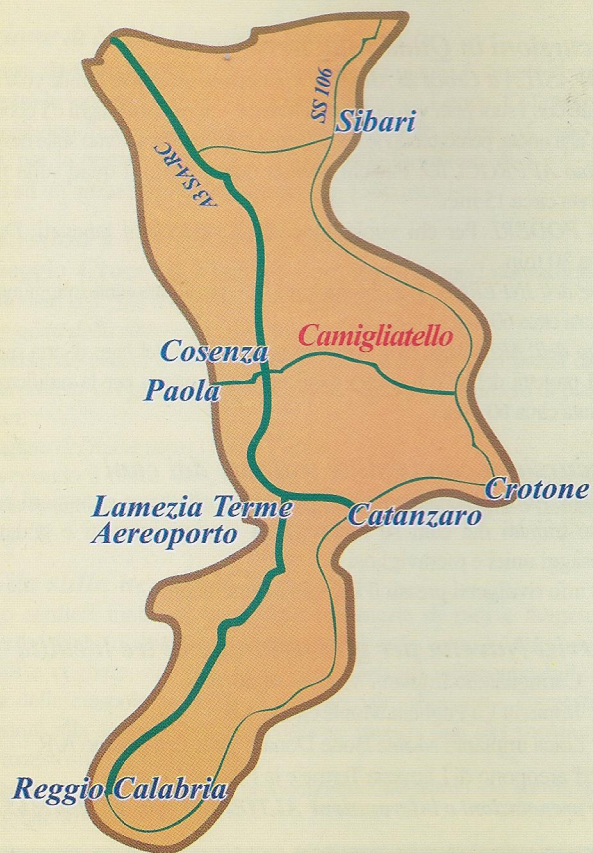 SS 106
Sibari
A3 SA-RC
Camigliatello
Cosenza
Paola
Lamezia Terme
Aereoporto
Catanzaro
Crotone
Reggio Calabria